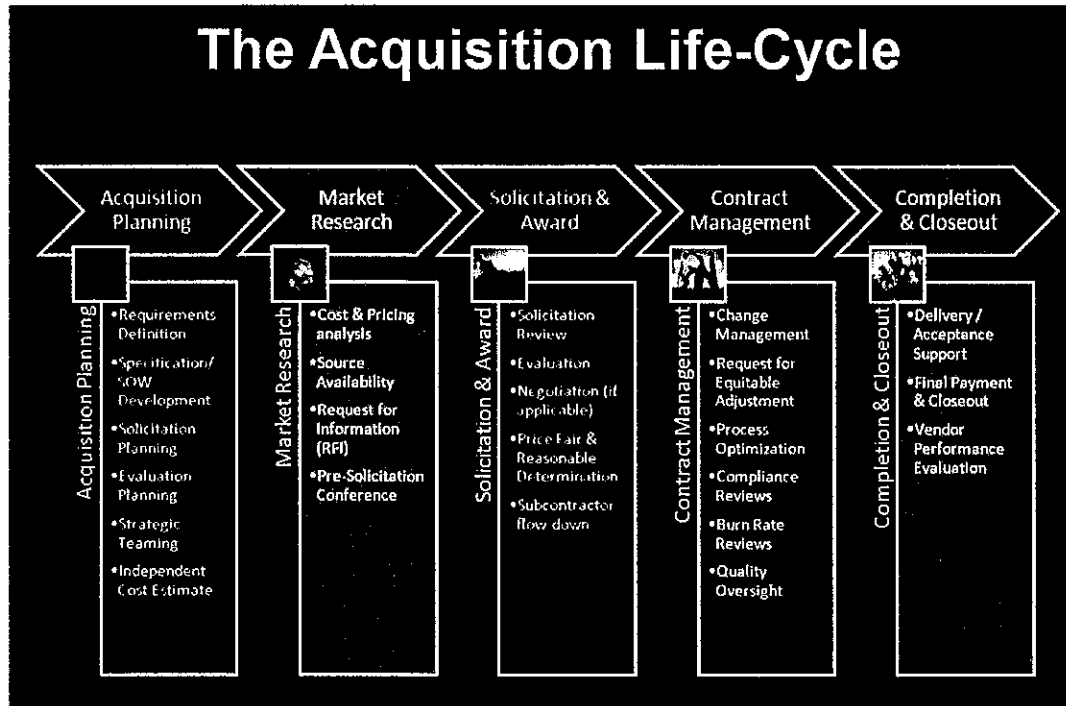 The Acquisition Life-Cycle
Acquisition
Planning
Market
Research
Solicitation &
Award
Contract
Management
Completion
& Closeout
Acquisition Planning
•Requirements
Definition
•Specification/
SOW
Development
•Solicitation
Planning
•Evaluation
Planning
•Strategic
Teaming
•Independent
Cost Estimate
Market Research
•Cost & Pricing
analysis
•Source
Availability
•Request for
Information
(RFI)
•Pre-Solicitation
Conference
Solicitation & Award
•Solicitation
Review
•Evaluation
•Negotiation (if
applicable)
•Price Fair &
Reasonable
Determination
•Subcontractor
flow down
Contract Management
•Change
Management
•Request for
Equitable
Adjustment
•Process
Optimization
•Compliance
Reviews
•Burn Rate
Reviews
•Quality
Oversight
Completion & Closeout
•Delivery /
Acceptance
Support
•Final Payment
& Closeout
•Vendor
Performance
Evaluation